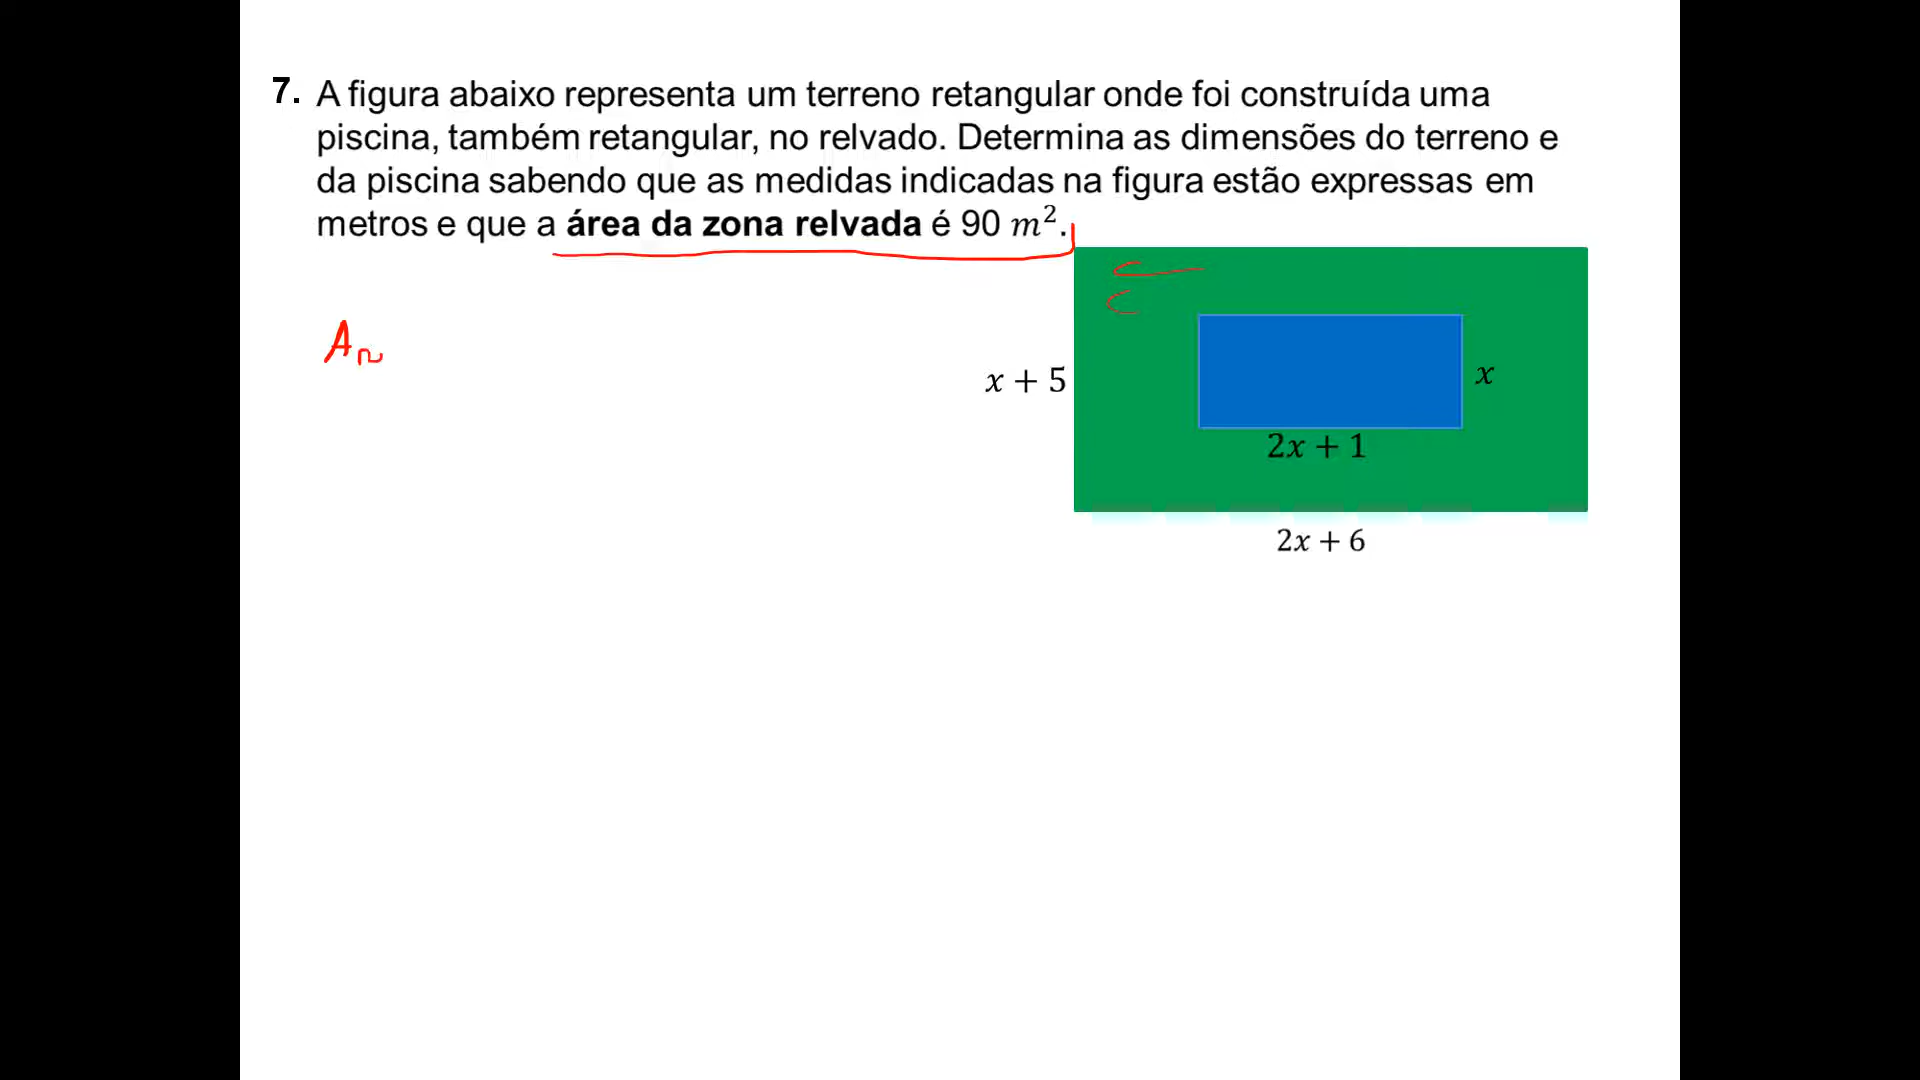 7. A figura abaixo representa um terreno retangular onde foi construída uma
piscina, também retangular, no relvado. Determina as dimensões do terreno e
da piscina sabendo que as medidas indicadas na figura estão expressas em
metros e que a área da zona relvada é 90 m².
A
x + 5
x
2x + 1
2x + 6